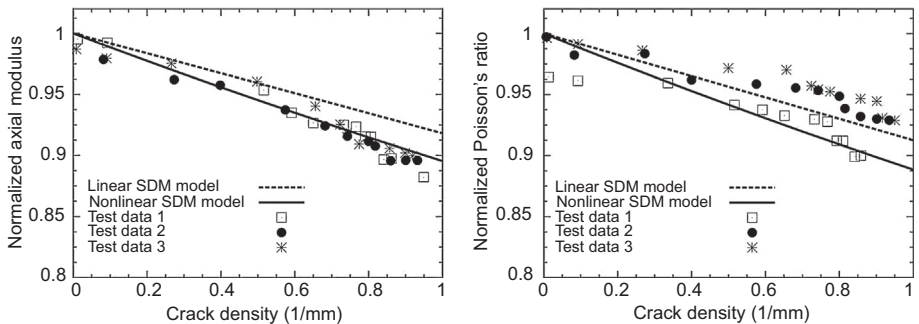 Normalized axial modulus
1
0.95
0.9
0.85
0.8
Linear SDM model
Nonlinear SDM model
Test data 1
Test data 2
Test data 3
0 0.2 0.4 0.6 0.8 1
Crack density (1/mm)
Normalized Poisson's ratio
1
0.95
0.9
0.85
0.8
Linear SDM model
Nonlinear SDM model
Test data 1
Test data 2
Test data 3
0 0.2 0.4 0.6 0.8 1
Crack density (1/mm)